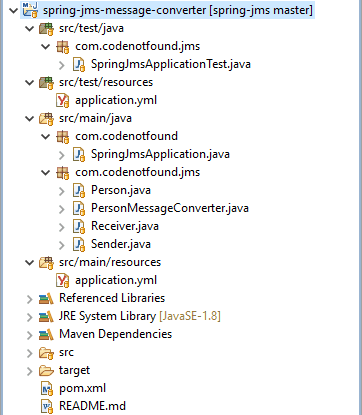 spring-jms-message-converter [spring-jms master]
src/test/java
com.codenotfound.jms
SpringJmsApplicationTest.java
src/test/resources
application.yml
src/main/java
com.codenotfound
SpringJmsApplication.java
com.codenotfound.jms
Person.java
PersonMessageConverter.java
Receiver.java
Sender.java
src/main/resources
application.yml
Referenced Libraries
JRE System Library [JavaSE-1.8]
Maven Dependencies
src
target
pom.xml
README.md